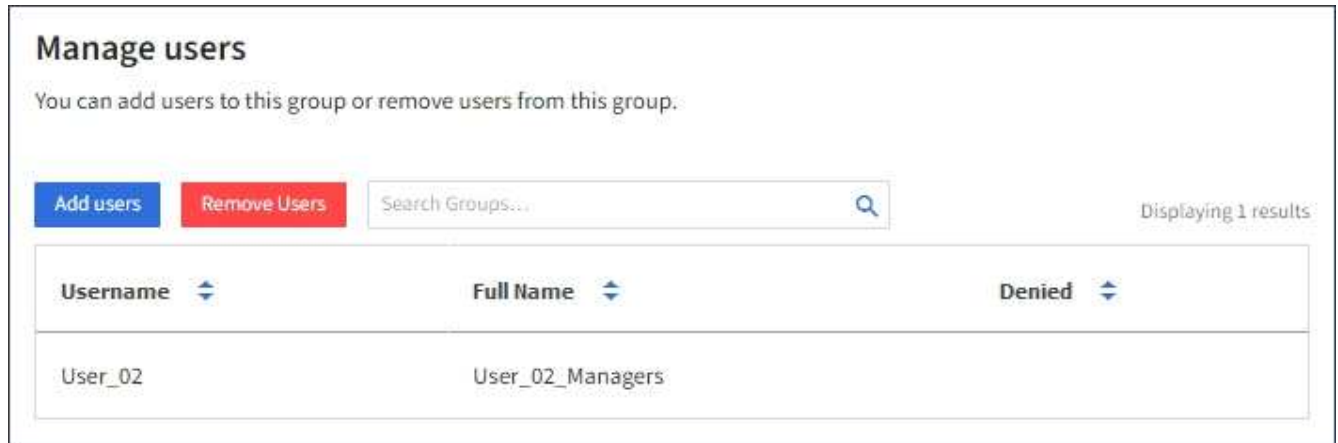 Manage users
You can add users to this group or remove users from this group.
Add users Remove Users Search Groups... Displaying 1 results
Username Full Name Denied
User_02 User_02_Managers